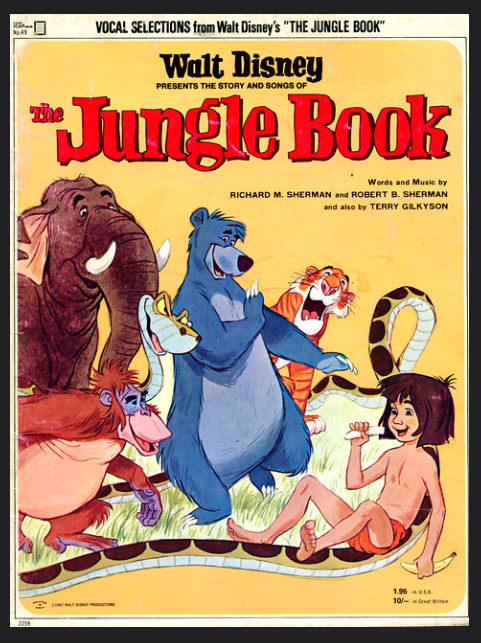 No.49
VOCAL SELECTIONS from Walt Disney's "THE JUNGLE BOOK"
Walt Disney
PRESENTS THE STORY AND SONGS OF
The Jungle Book
Words and Music by
RICHARD M. SHERMAN and ROBERT B. SHERMAN
and also by TERRY GILKYSON
1.95 in U.S.A.
10/– in Great Britain
©1967 WALT DISNEY PRODUCTIONS
2259